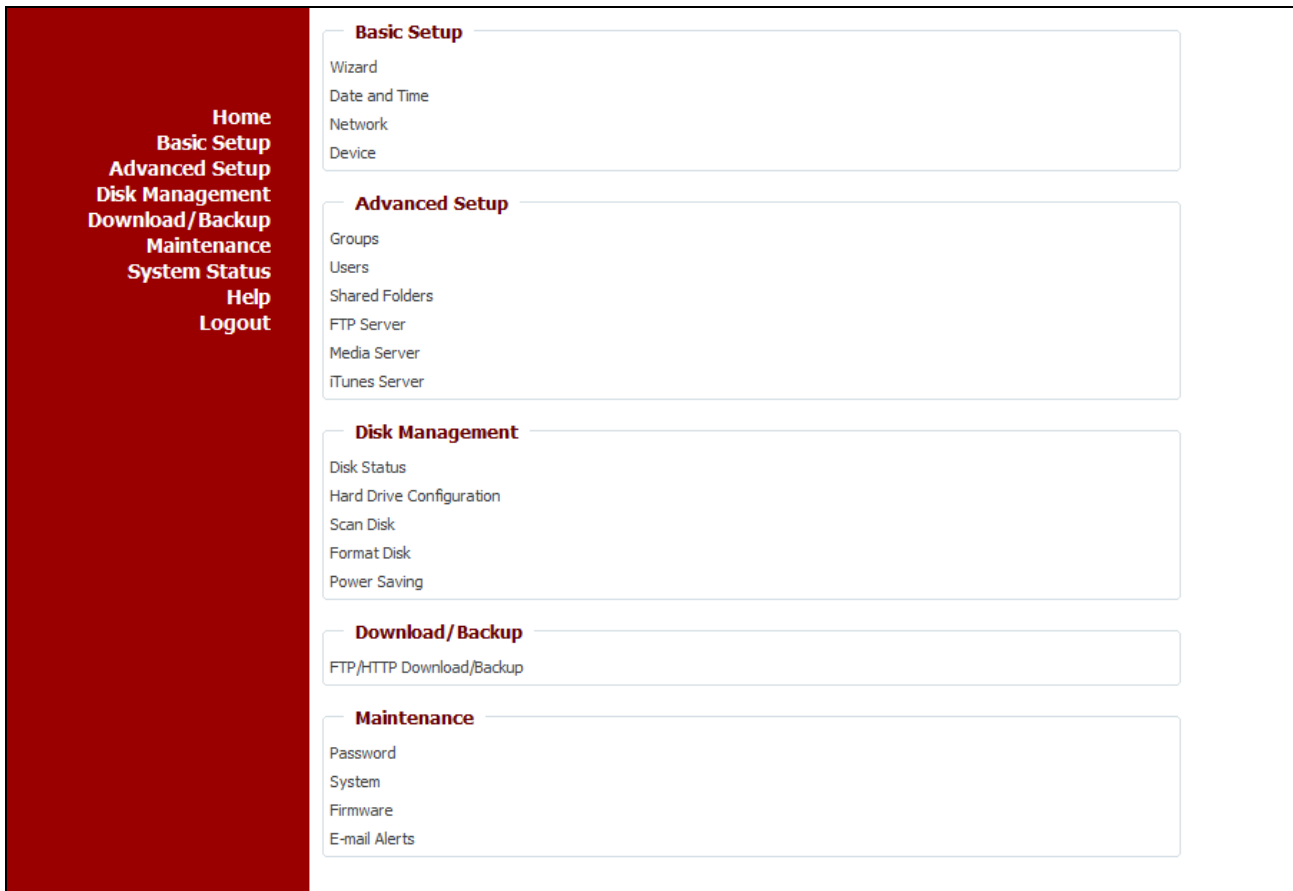 Home
Basic Setup
Advanced Setup
Disk Management
Download/Backup
Maintenance
System Status
Help
Logout
Basic Setup
Wizard
Date and Time
Network
Device
Advanced Setup
Groups
Users
Shared Folders
FTP Server
Media Server
iTunes Server
Disk Management
Disk Status
Hard Drive Configuration
Scan Disk
Format Disk
Power Saving
Download/Backup
FTP/HTTP Download/Backup
Maintenance
Password
System
Firmware
E-mail Alerts